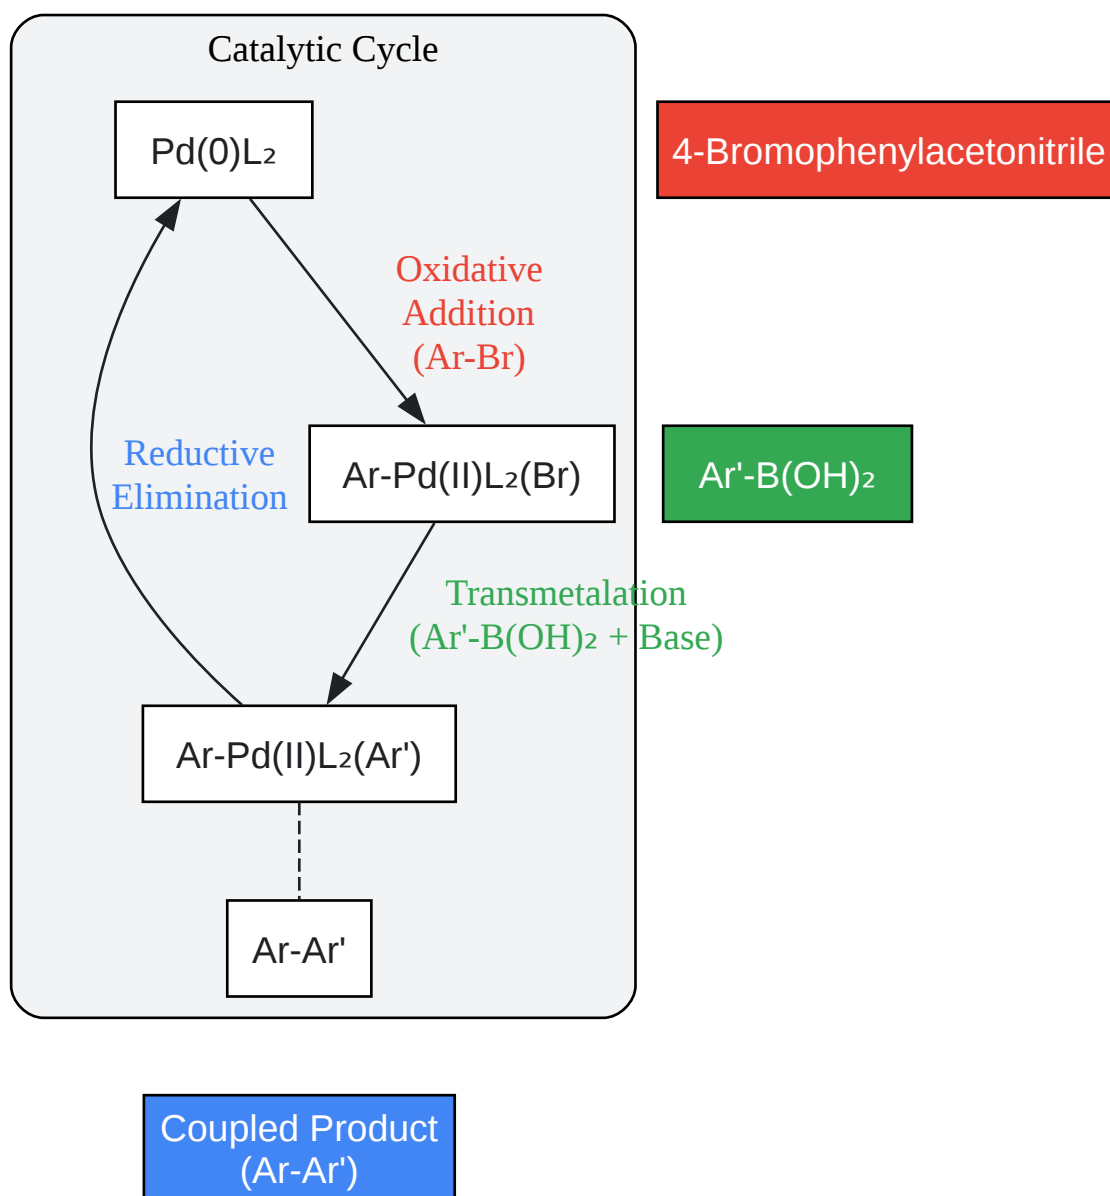 Catalytic Cycle
Pd(0)L₂
4-Bromophenylacetonitrile
Oxidative
Addition
(Ar-Br)
Reductive
Elimination
Ar-Pd(II)L₂(Br)
Ar'-B(OH)₂
Transmetalation
(Ar'-B(OH)₂ + Base)
Ar-Pd(II)L₂(Ar')
Ar-Ar'
Coupled Product
(Ar-Ar')